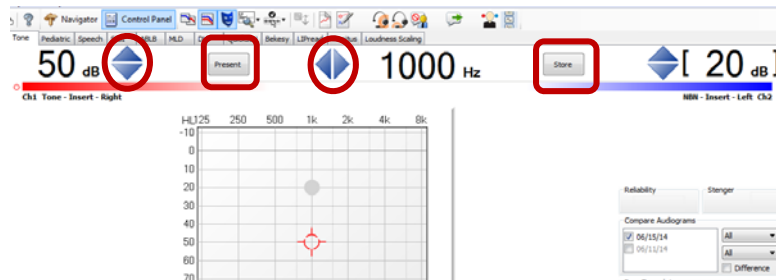 Navigator Control Panel
Tone Pediatric Speech MLD Bekesy LIPread Loudness Scaling
50 dB Present 1000 Hz Store [ 20 dB ]
Ch1 Tone - Insert - Right NBN - Insert - Left Ch2
HL 125 250 500 1k 2k 4k 8k
-10
0
10
20
30
40
50
60
70
Reliability Stenger
Compare Audiograms
06/15/14 All
06/11/14 All
Difference